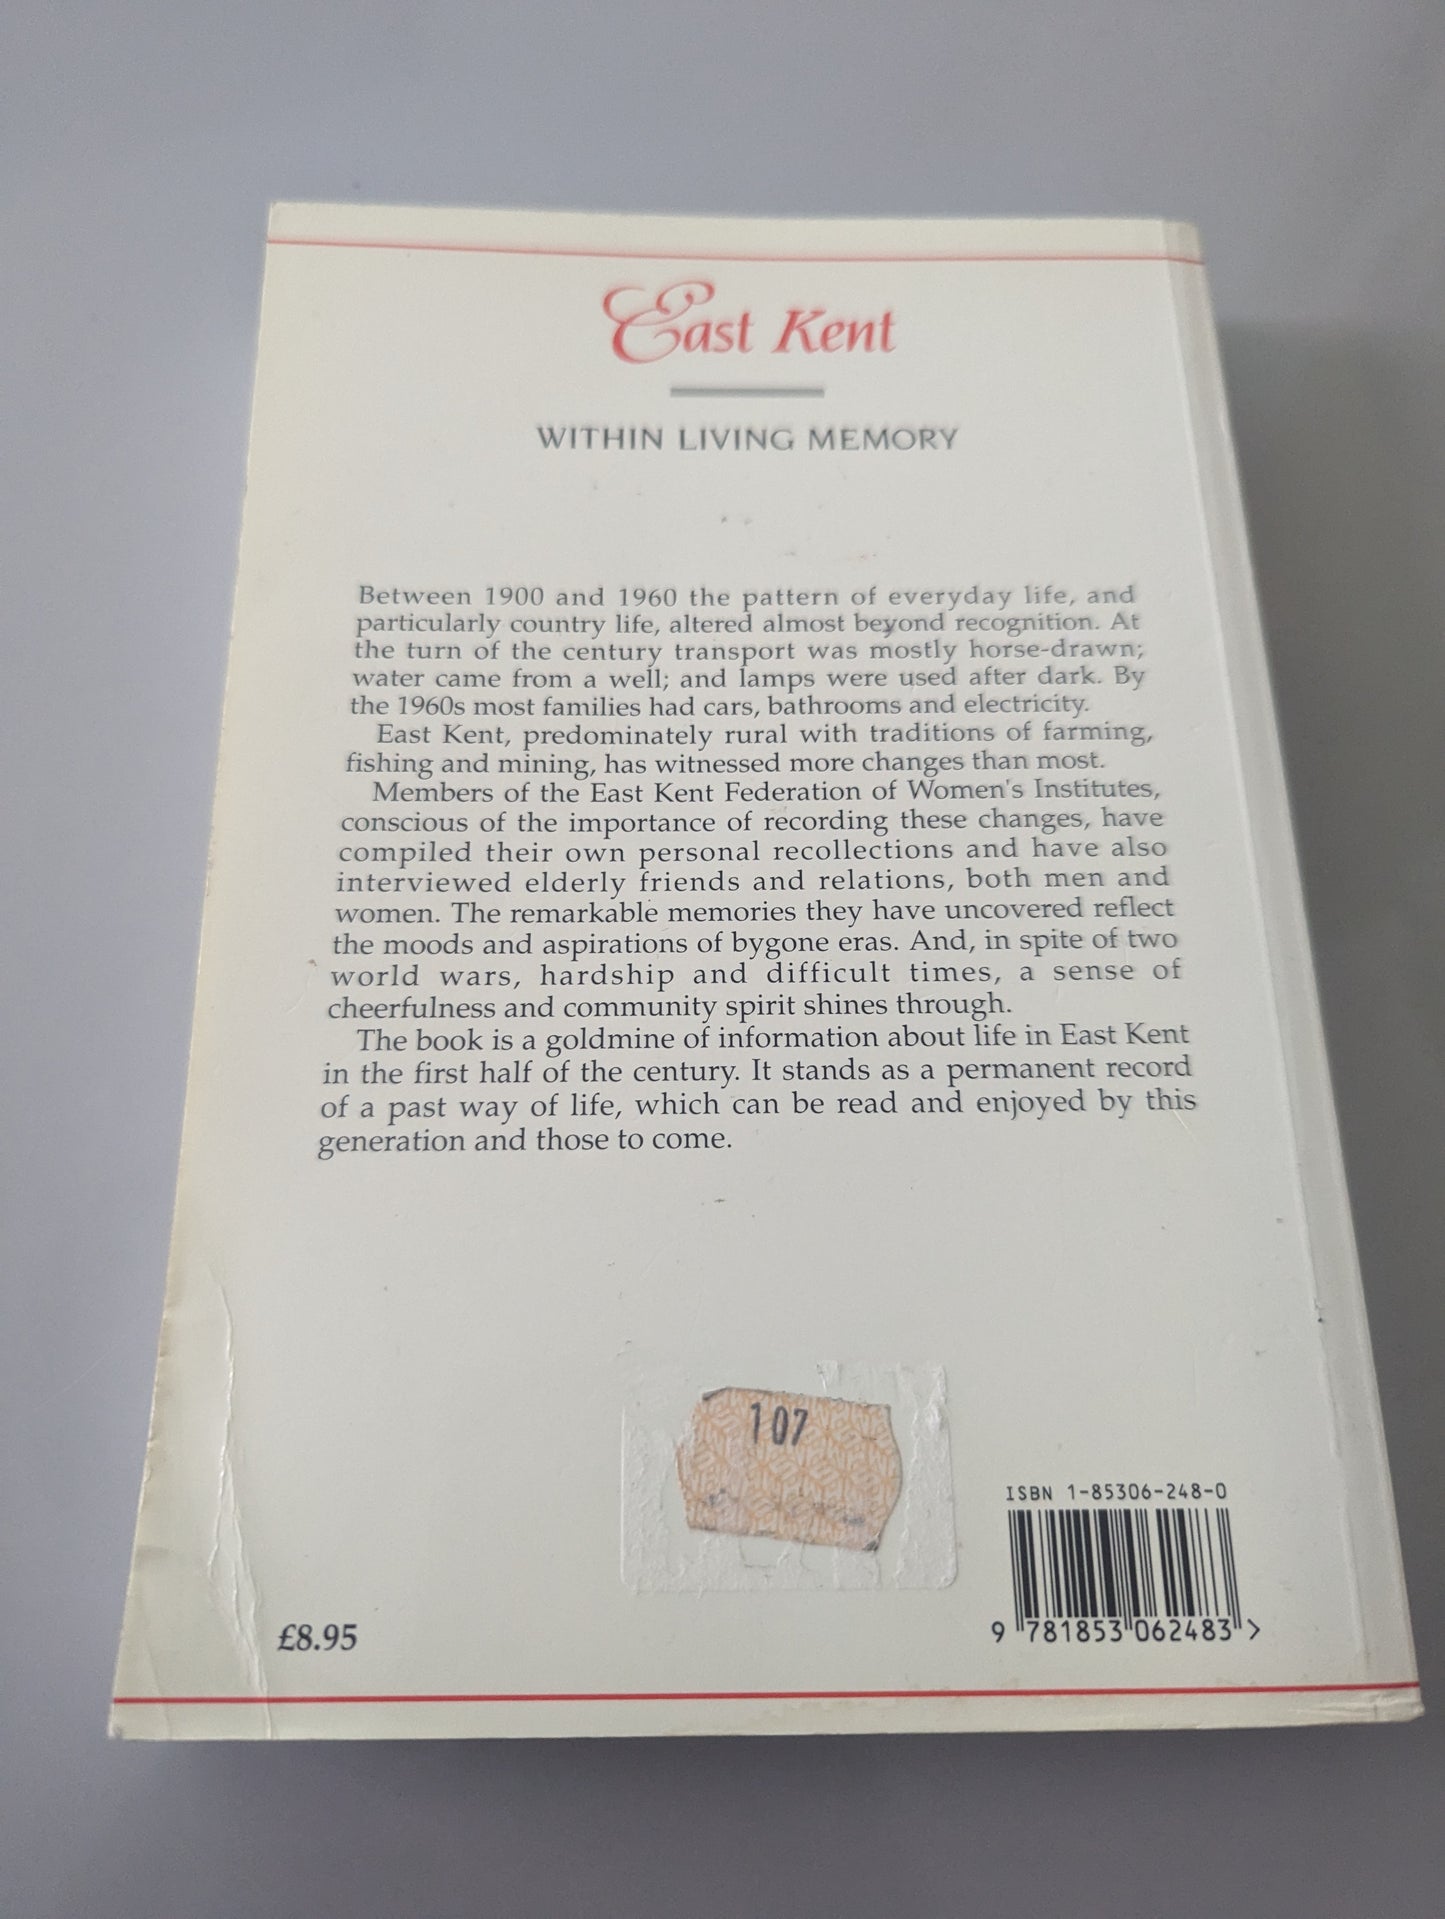 East Kent
WITHIN LIVING MEMORY
Between 1900 and 1960 the pattern of everyday life, and
particularly country life, altered almost beyond recognition. At
the turn of the century transport was mostly horse-drawn;
water came from a well; and lamps were used after dark. By
the 1960s most families had cars, bathrooms and electricity.
East Kent, predominately rural with traditions of farming,
fishing and mining, has witnessed more changes than most.
Members of the East Kent Federation of Women's Institutes,
conscious of the importance of recording these changes, have
compiled their own personal recollections and have also
interviewed elderly friends and relations, both men and
women. The remarkable memories they have uncovered reflect
the moods and aspirations of bygone eras. And, in spite of two
world wars, hardship and difficult times, a sense of
cheerfulness and community spirit shines through.
The book is a goldmine of information about life in East Kent
in the first half of the century. It stands as a permanent record
of a past way of life, which can be read and enjoyed by this
generation and those to come.
107
ISBN 1-85306-248-0
9 781853 062483 >
£8.95